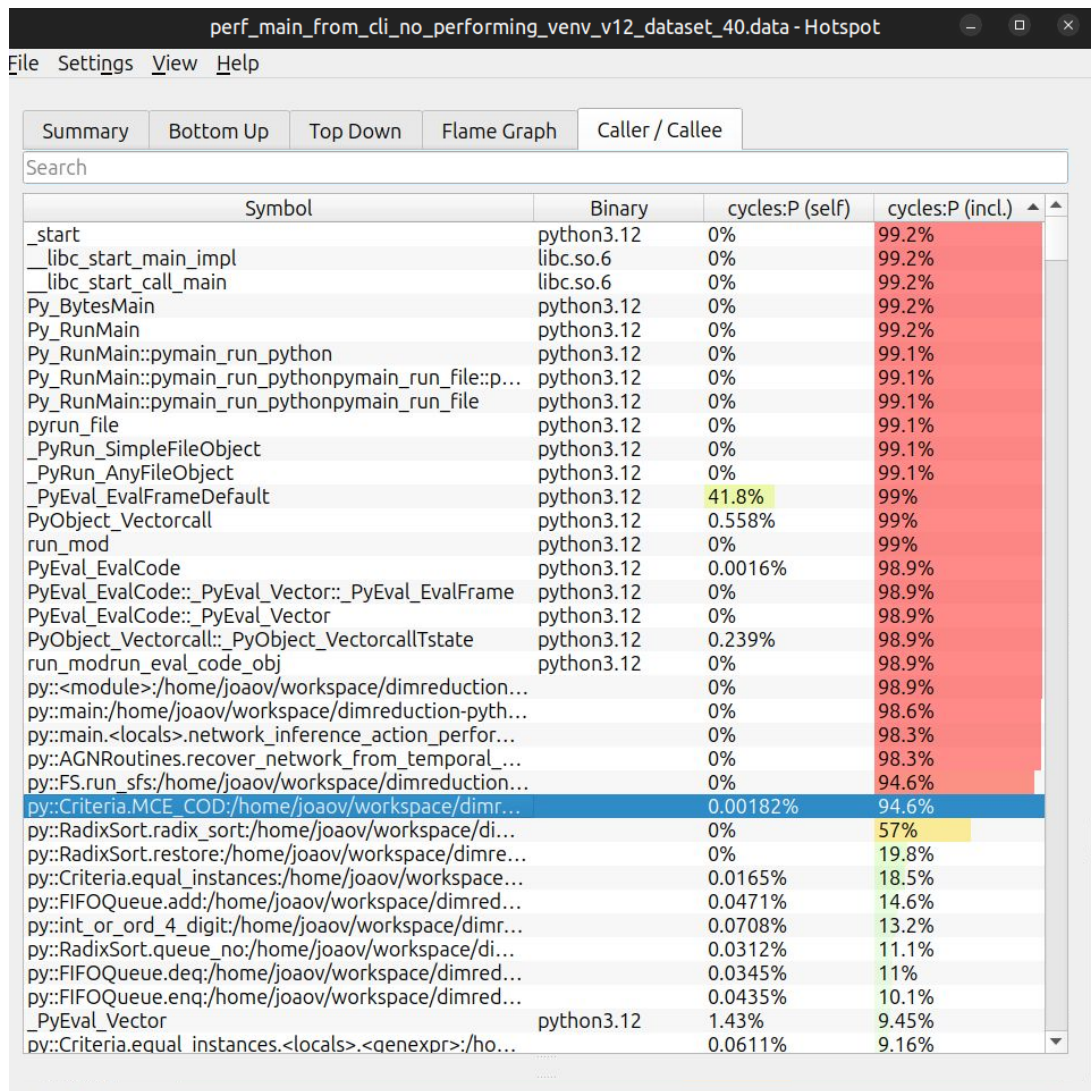 perf_main_from_cli_no_performing_venv_v12_dataset_40.data - Hotspot
File Settings View Help
Summary Bottom Up Top Down Flame Graph Caller / Callee
Search
Symbol Binary cycles:P (self) cycles:P (incl.)
_start python3.12 0% 99.2%
__libc_start_main_impl libc.so.6 0% 99.2%
__libc_start_call_main libc.so.6 0% 99.2%
Py_BytesMain python3.12 0% 99.2%
Py_RunMain python3.12 0% 99.2%
Py_RunMain::pymain_run_python python3.12 0% 99.1%
Py_RunMain::pymain_run_pythonpymain_run_file::p... python3.12 0% 99.1%
Py_RunMain::pymain_run_pythonpymain_run_file python3.12 0% 99.1%
pyrun_file python3.12 0% 99.1%
_PyRun_SimpleFileObject python3.12 0% 99.1%
_PyRun_AnyFileObject python3.12 0% 99.1%
_PyEval_EvalFrameDefault python3.12 41.8% 99%
PyObject_Vectorcall python3.12 0.558% 99%
run_mod python3.12 0% 99%
PyEval_EvalCode python3.12 0.0016% 98.9%
PyEval_EvalCode::_PyEval_Vector::_PyEval_EvalFrame python3.12 0% 98.9%
PyEval_EvalCode::_PyEval_Vector python3.12 0% 98.9%
PyObject_Vectorcall::_PyObject_VectorcallTstate python3.12 0.239% 98.9%
run_modrun_eval_code_obj python3.12 0% 98.9%
py::<module>:/home/joaov/workspace/dimreduction... 0% 98.9%
py::main:/home/joaov/workspace/dimreduction-pyth... 0% 98.6%
py::main.<locals>.network_inference_action_perfor... 0% 98.3%
py::AGNRoutines.recover_network_from_temporal_... 0% 98.3%
py::FS.run_sfs:/home/joaov/workspace/dimreduction... 0% 94.6%
py::Criteria.MCE_COD:/home/joaov/workspace/dimr... 0.00182% 94.6%
py::RadixSort.radix_sort:/home/joaov/workspace/di... 0% 57%
py::RadixSort.restore:/home/joaov/workspace/dimre... 0% 19.8%
py::Criteria.equal_instances:/home/joaov/workspace... 0.0165% 18.5%
py::FIFOQueue.add:/home/joaov/workspace/dimred... 0.0471% 14.6%
py::int_or_ord_4_digit:/home/joaov/workspace/dimr... 0.0708% 13.2%
py::RadixSort.queue_no:/home/joaov/workspace/di... 0.0312% 11.1%
py::FIFOQueue.deq:/home/joaov/workspace/dimred... 0.0345% 11%
py::FIFOQueue.enq:/home/joaov/workspace/dimred... 0.0435% 10.1%
_PyEval_Vector python3.12 1.43% 9.45%
py::Criteria.equal_instances.<locals>.<genexpr>:/ho... 0.0611% 9.16%